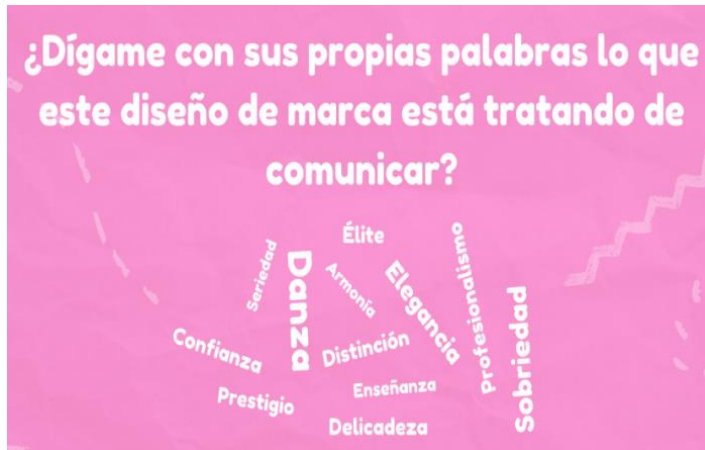 ¿Dígame con sus propias palabras lo que
este diseño de marca está tratando de
comunicar?
Élite
Seriedad
Danza
Armonía
Elegancia
Profesionalismo
Sobriedad
Confianza
Distinción
Prestigio
Enseñanza
Delicadeza